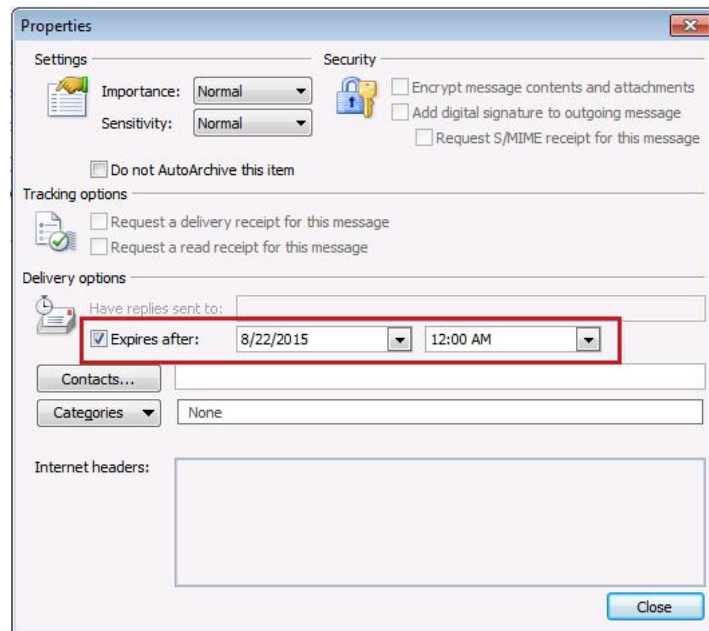 Properties
Settings
Security
Importance: Normal
Sensitivity: Normal
Encrypt message contents and attachments
Add digital signature to outgoing message
Request S/MIME receipt for this message
Do not AutoArchive this item
Tracking options
Request a delivery receipt for this message
Request a read receipt for this message
Delivery options
Have replies sent to:
Expires after: 8/22/2015 12:00 AM
Contacts...
Categories None
Internet headers:
Close